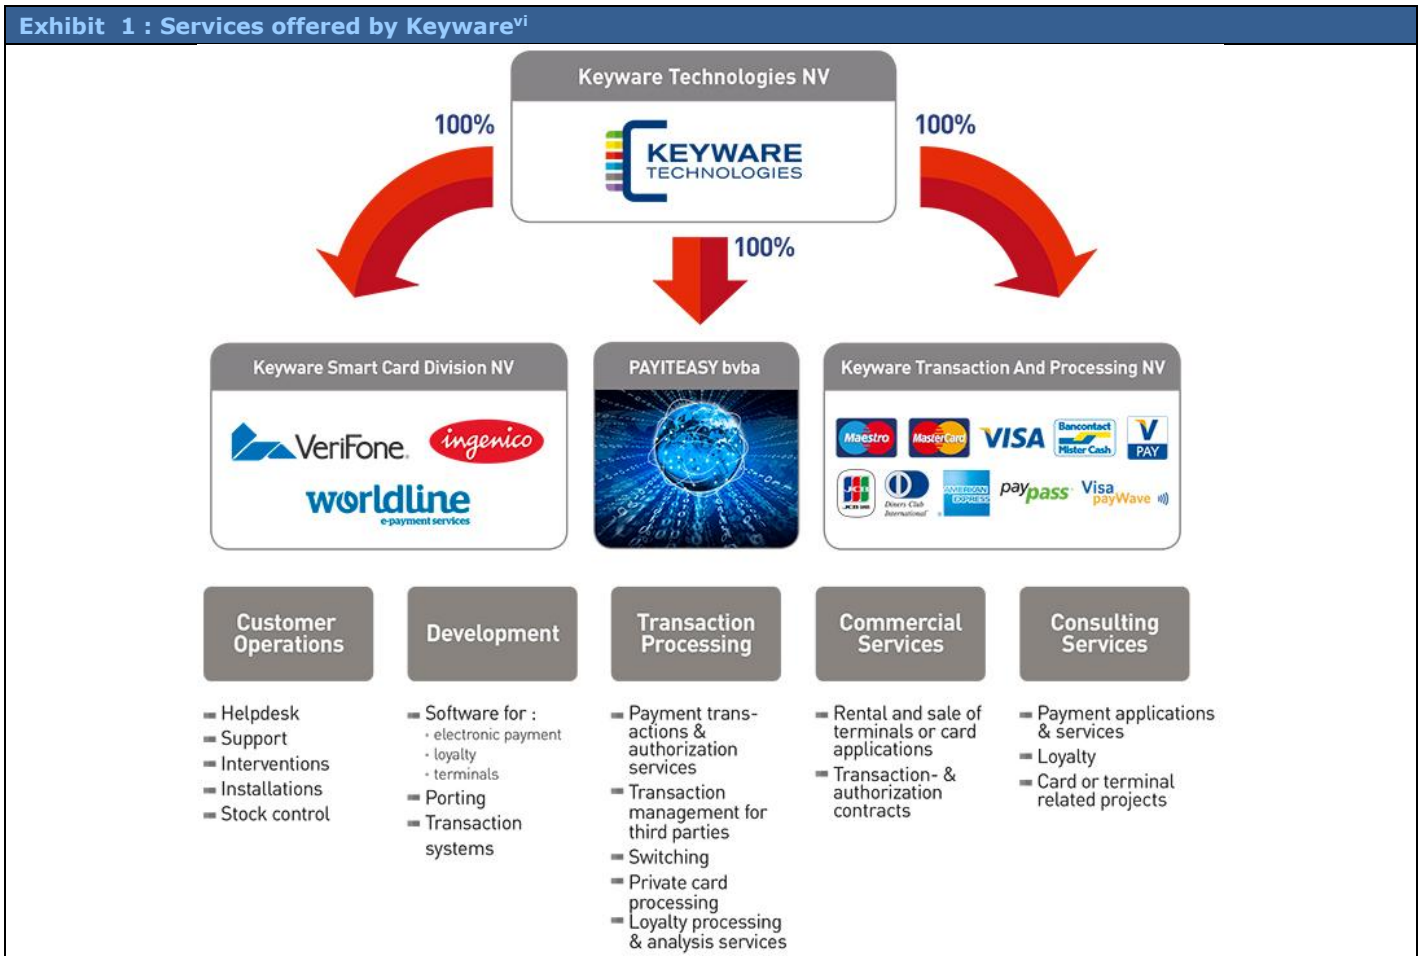 Exhibit  1 : Services offered by Keywarevi
Keyware Technologies NV
KEYWARE
TECHNOLOGIES
100%
100%
100%
Keyware Smart Card Division NV
VeriFone.
ingenico
worldline
e-payment services
PAYITEASY bvba
Keyware Transaction And Processing NV
Maestro
MasterCard
VISA
Bancontact
Mister Cash
V
PAY
JCB
Diners Club
International
AMERICAN
EXPRESS
paypass
Visa
payWave
Customer
Operations
Helpdesk
Support
Interventions
Installations
Stock control
Development
Software for :
· electronic payment
· loyalty
· terminals
Porting
Transaction
systems
Transaction
Processing
Payment trans-
actions &
authorization
services
Transaction
management for
third parties
Switching
Private card
processing
Loyalty processing
& analysis services
Commercial
Services
Rental and sale of
terminals or card
applications
Transaction- &
authorization
contracts
Consulting
Services
Payment applications
& services
Loyalty
Card or terminal
related projects